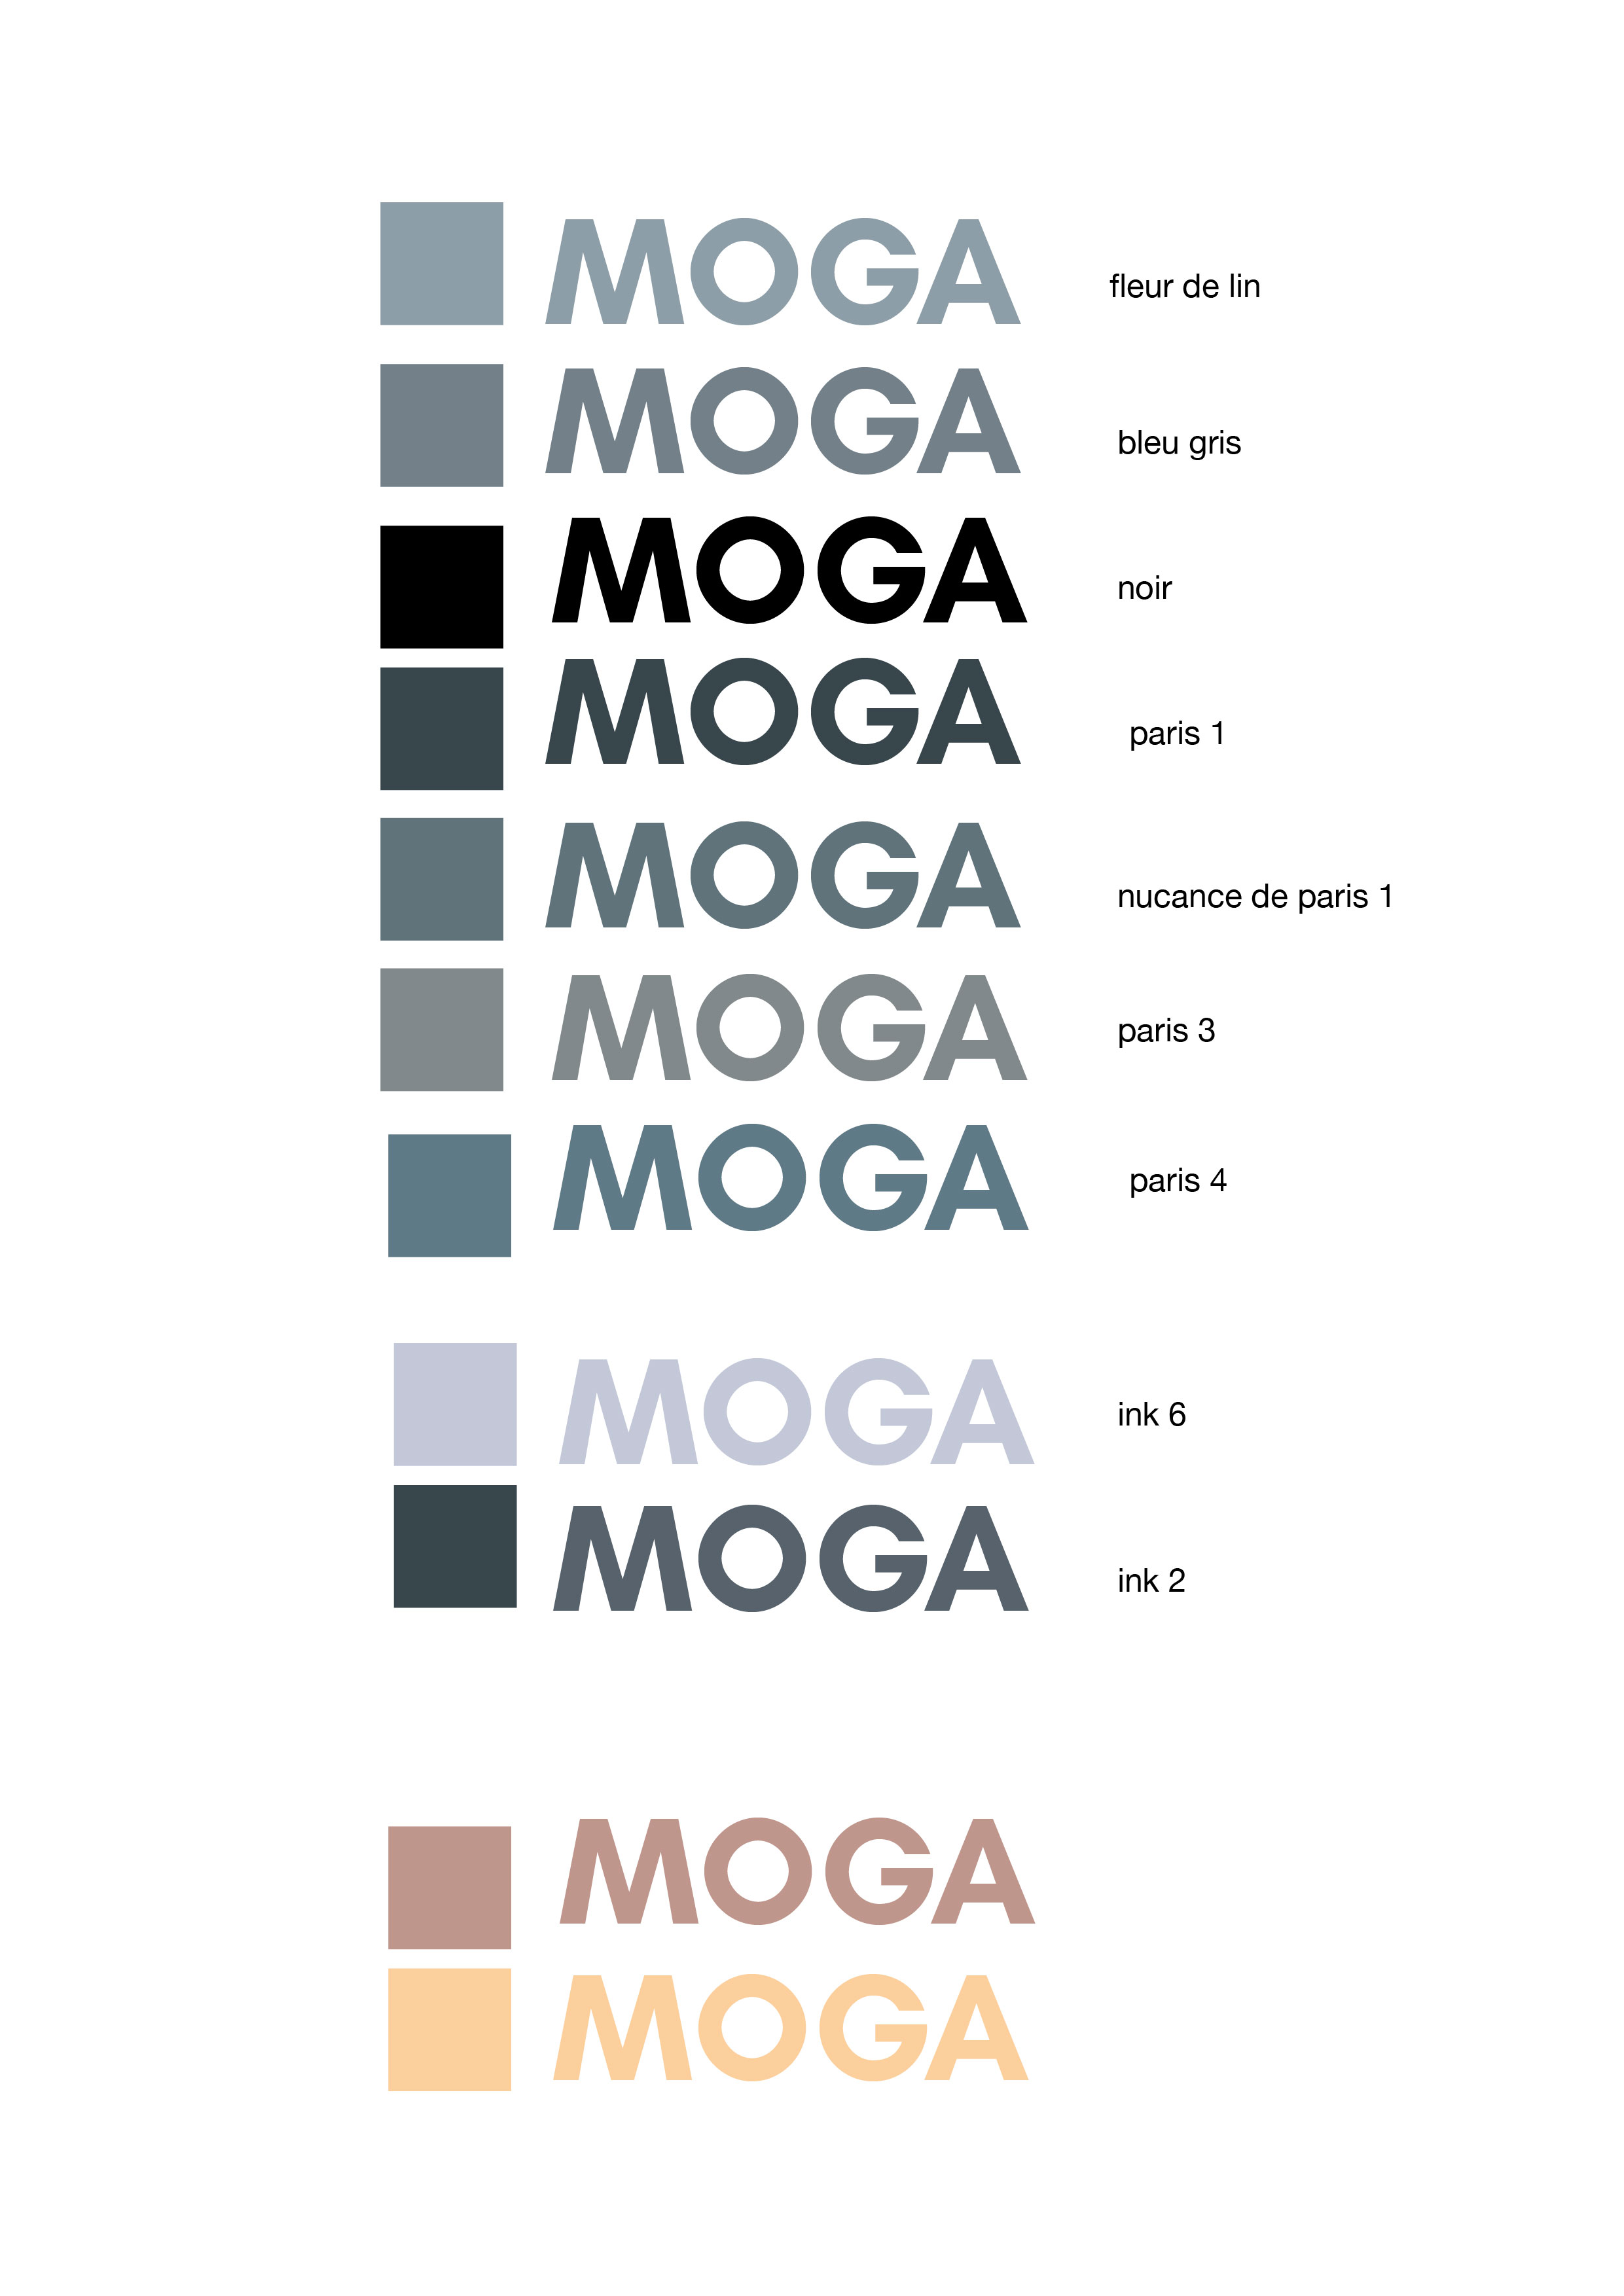 MOGA fleur de lin
MOGA bleu gris
MOGA noir
MOGA paris 1
MOGA nucance de paris 1
MOGA paris 3
MOGA paris 4
MOGA ink 6
MOGA ink 2
MOGA
MOGA